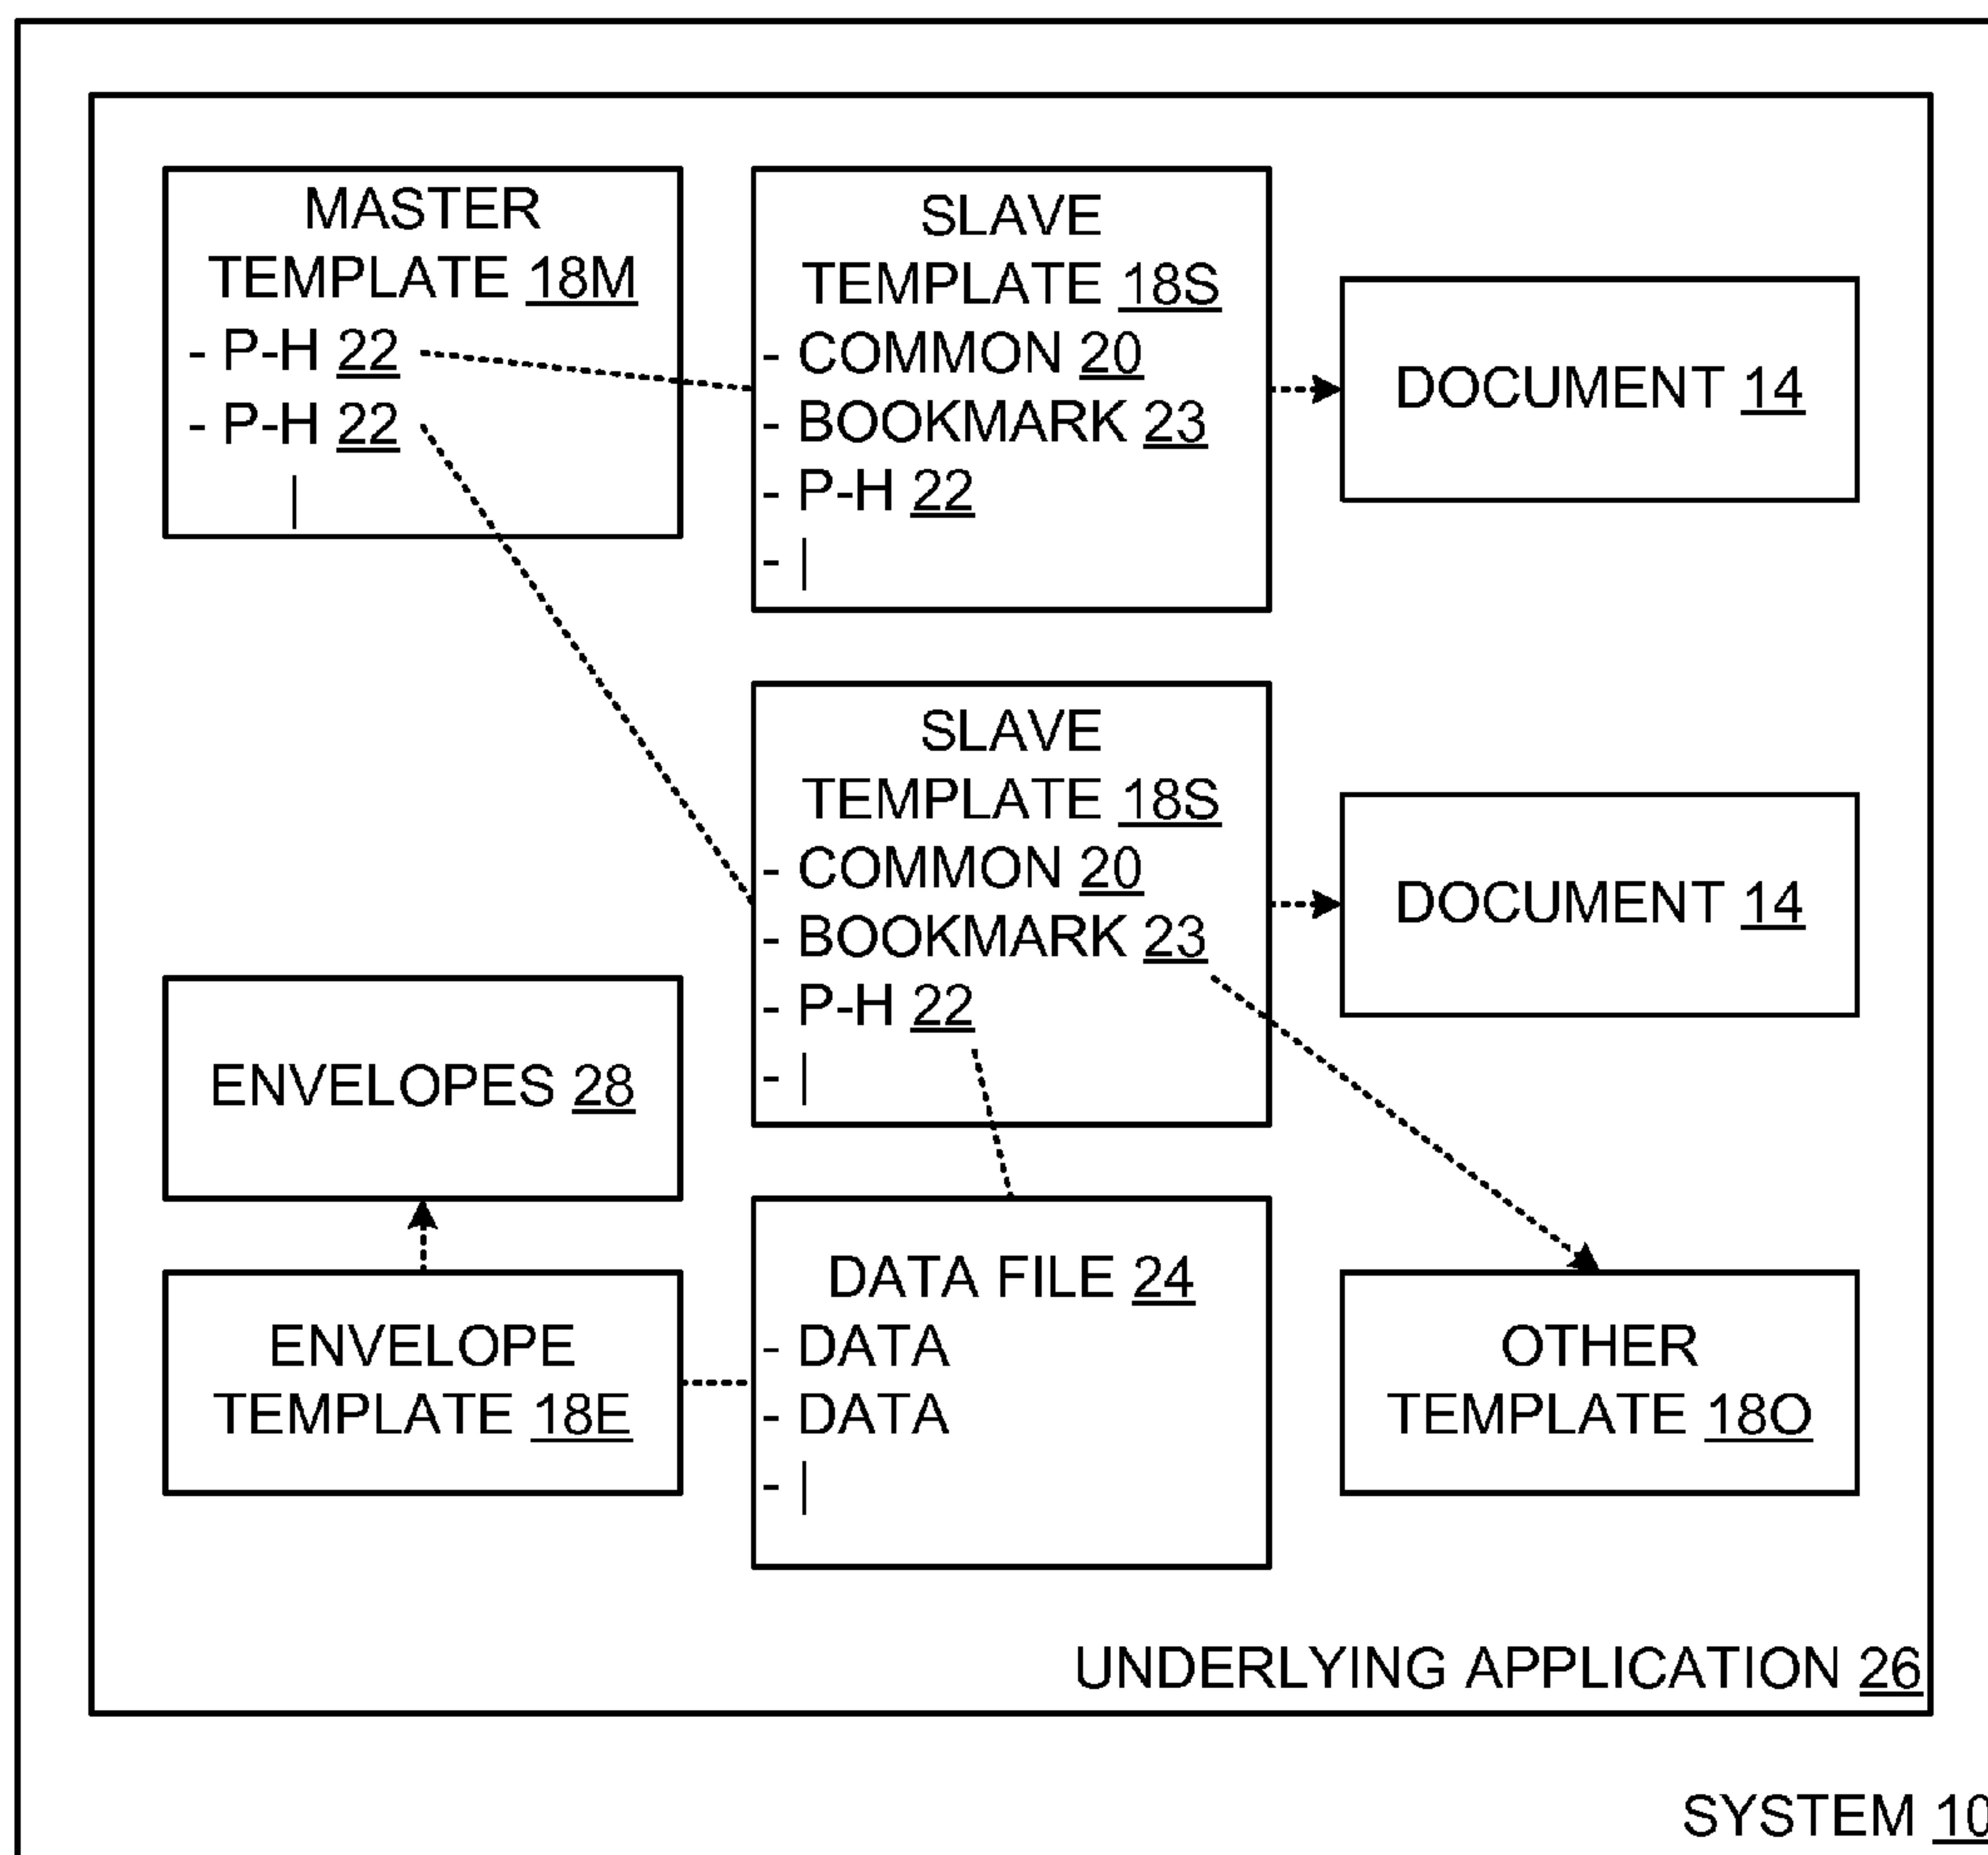 MASTER
TEMPLATE 18M
- P-H 22
- P-H 22
|
SLAVE
TEMPLATE 18S
- COMMON 20
- BOOKMARK 23
- P-H 22
- |
DOCUMENT 14
SLAVE
TEMPLATE 18S
- COMMON 20
- BOOKMARK 23
- P-H 22
- |
DOCUMENT 14
ENVELOPES 28
ENVELOPE
TEMPLATE 18E
DATA FILE 24
- DATA
- DATA
- |
OTHER
TEMPLATE 18O
UNDERLYING APPLICATION 26
SYSTEM 10